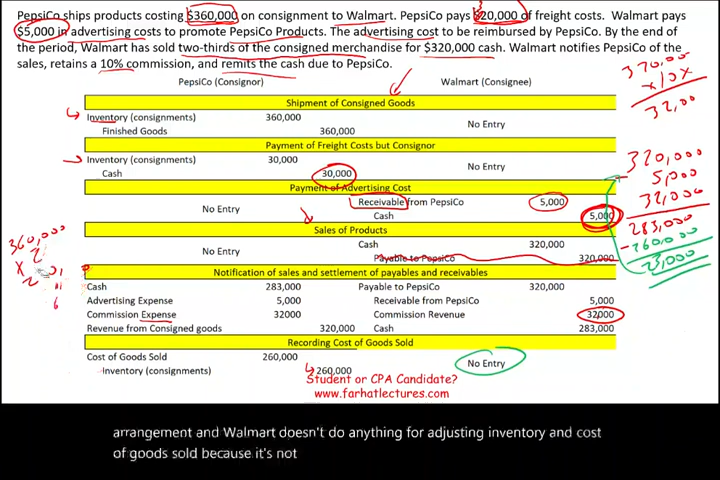 PepsiCo ships products costing $360,000 on consignment to Walmart. PepsiCo pays $20,000 of freight costs. Walmart pays
$5,000 in advertising costs to promote PepsiCo Products. The advertising cost to be reimbursed by PepsiCo. By the end of
the period, Walmart has sold two-thirds of the consigned merchandise for $320,000 cash. Walmart notifies PepsiCo of the
sales, retains a 10% commission, and remits the cash due to PepsiCo.
PepsiCo (Consignor) Walmart (Consignee)
Shipment of Consigned Goods
Inventory (consignments) 360,000
Finished Goods 360,000 No Entry
Payment of Freight Costs but Consignor
Inventory (consignments) 30,000
Cash 30,000 No Entry
Payment of Advertising Cost
No Entry Receivable from PepsiCo 5,000
Cash 5,000
Sales of Products
No Entry Cash 320,000
Payable to PepsiCo 320,000
Notification of sales and settlement of payables and receivables
Cash 283,000 Payable to PepsiCo 320,000
Advertising Expense 5,000 Receivable from PepsiCo 5,000
Commission Expense 32000 Commission Revenue 32000
Revenue from Consigned goods 320,000 Cash 283,000
Recording Cost of Goods Sold
Cost of Goods Sold 260,000 No Entry
Inventory (consignments) 260,000
Student or CPA Candidate?
www.farhatlectures.com
320,000
5,000
32,000
283,000
-260,000
23,000
360,000
arrangement and Walmart doesn't do anything for adjusting inventory and cost
of goods sold because it's not